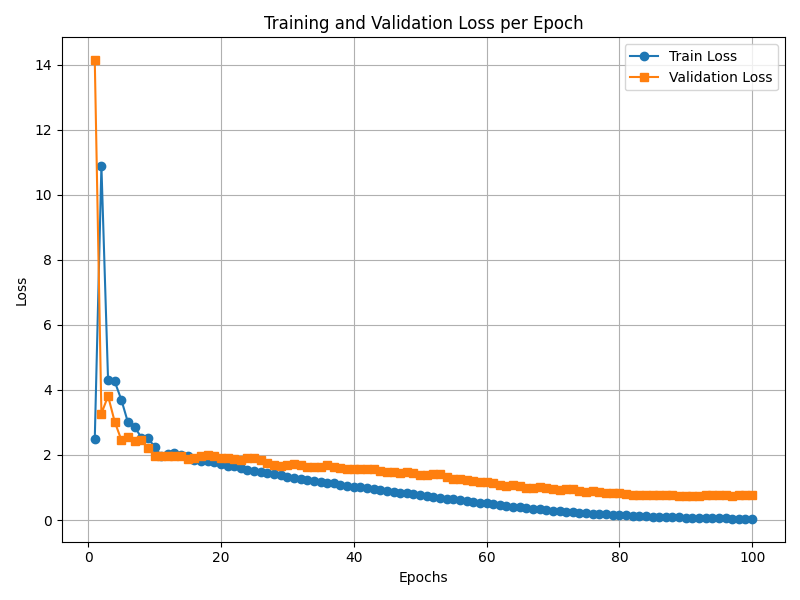 Training and Validation Loss per Epoch
Train Loss
Validation Loss
14
12
10
8
6
4
2
0
Loss
0 20 40 60 80 100
Epochs